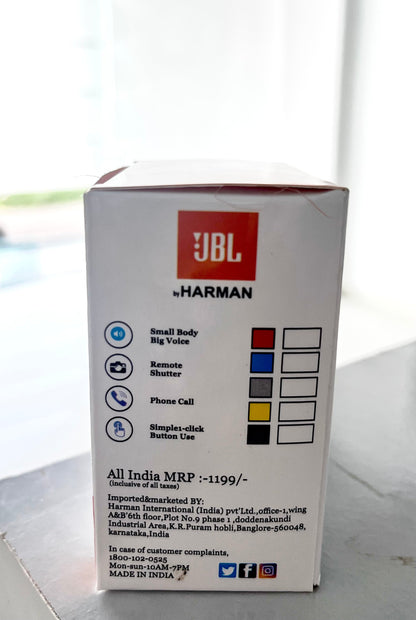 JBL
by HARMAN
Small Body
Big Voice
Remote
Shutter
Phone Call
Simple1-click
Button Use
All India MRP :-1199/-
(inclusive of all taxes)
Imported&marketed BY:
Harman International (India) pvt'Ltd.,office-1,wing
A&B'6th floor,Plot No.9 phase 1 ,doddenakundi
Industrial Area,K.R.Puram hobli,Banglore-560048,
karnataka,India
In case of customer complaints,
1800-102-0525
Mon-sun-10AM-7PM
MADE IN INDIA